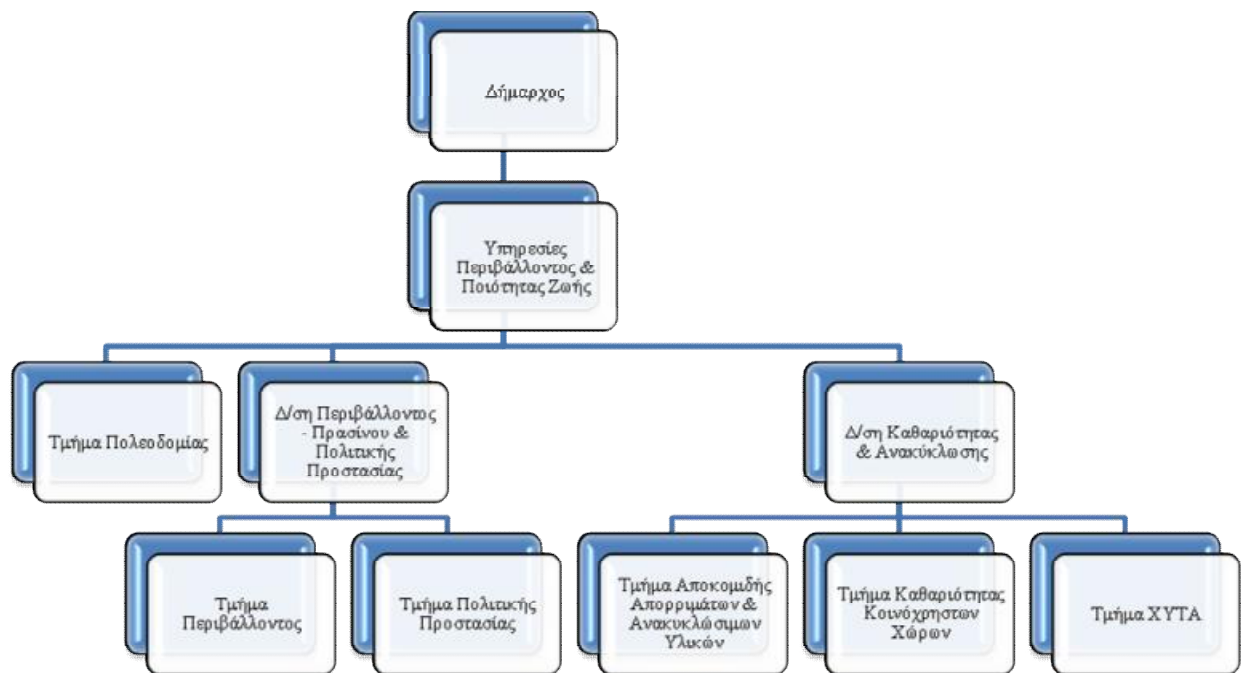 Δήμαρχος
Υπηρεσίες
Περιβάλλοντος &
Ποιότητας Ζωής
Τμήμα Πολεοδομίας
Δ/ση Περιβάλλοντος
- Πρασίνου &
Πολιτικής
Προστασίας
Δ/ση Καθαριότητας
& Ανακύκλωσης
Τμήμα
Περιβάλλοντος
Τμήμα Πολιτικής
Προστασίας
Τμήμα Αποκομιδής
Απορριμάτων &
Ανακυκλώσιμων
Υλικών
Τμήμα Καθαριότητας
Κοινόχρηστων
Χώρων
Τμήμα ΧΥΤΑ